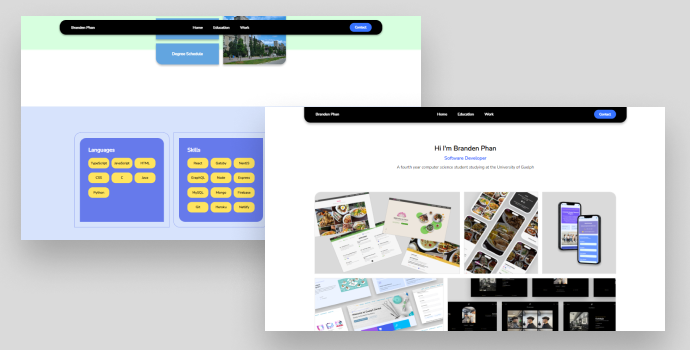 Branden Phan
Home Education Work
Contact
Degree Schedule
Languages
TypeScript JavaScript HTML
CSS C Java
Python
Skills
React Gatsby NextJS
GraphQL Node Express
MySQL Mongo Firebase
Git Heroku Netlify
Branden Phan
Home Education Work
Contact
Hi I'm Branden Phan
Software Developer
A fourth year computer science student studying at the University of Guelph